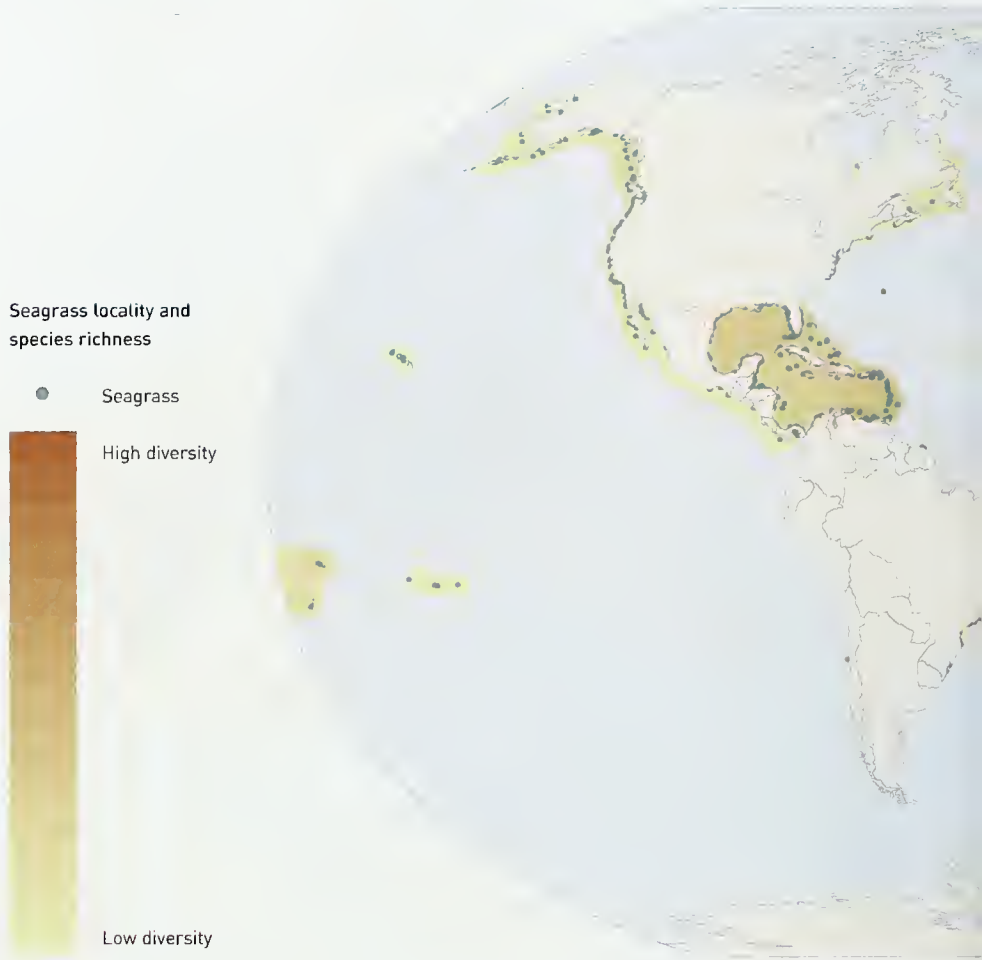 Seagrass locality and
species richness
Seagrass
High diversity
Low diversity